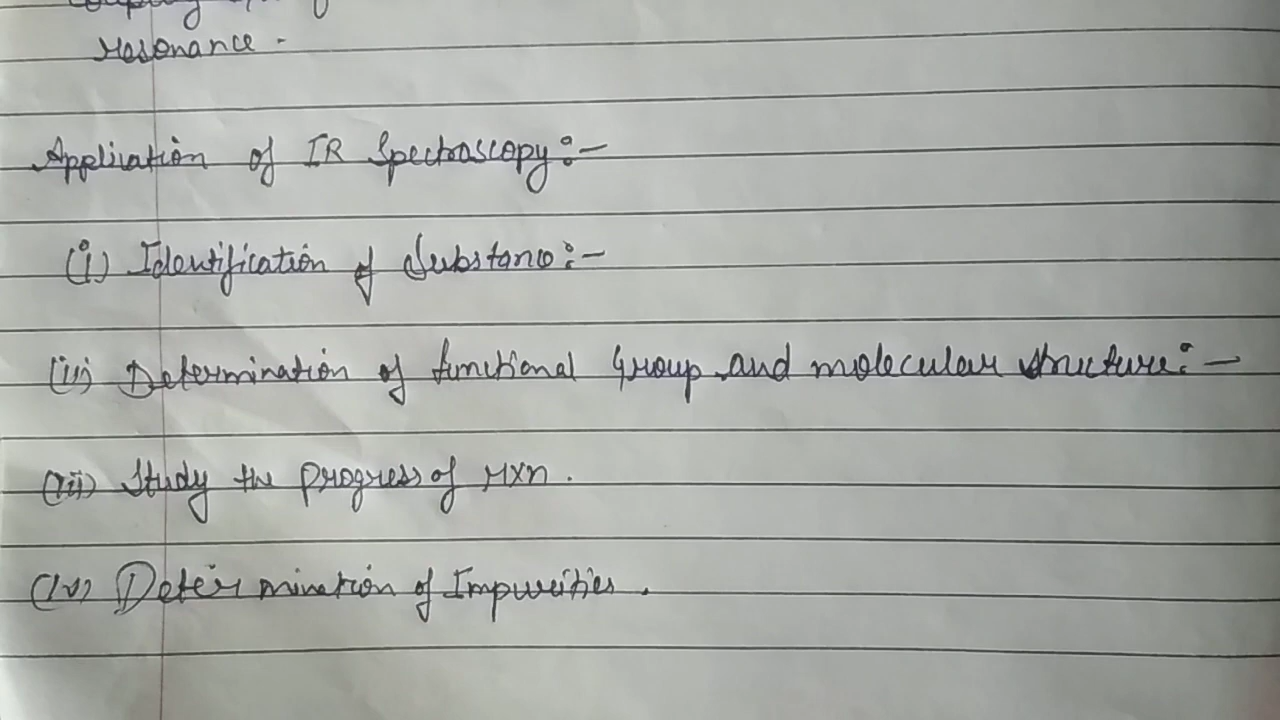 resonance -
Application of IR Spectroscopy :-
(i) Identification of Substance :-
(ii) Determination of functional group and molecular structure :-
(iii) Study the progress of rxn.
(iv) Determination of Impurities.